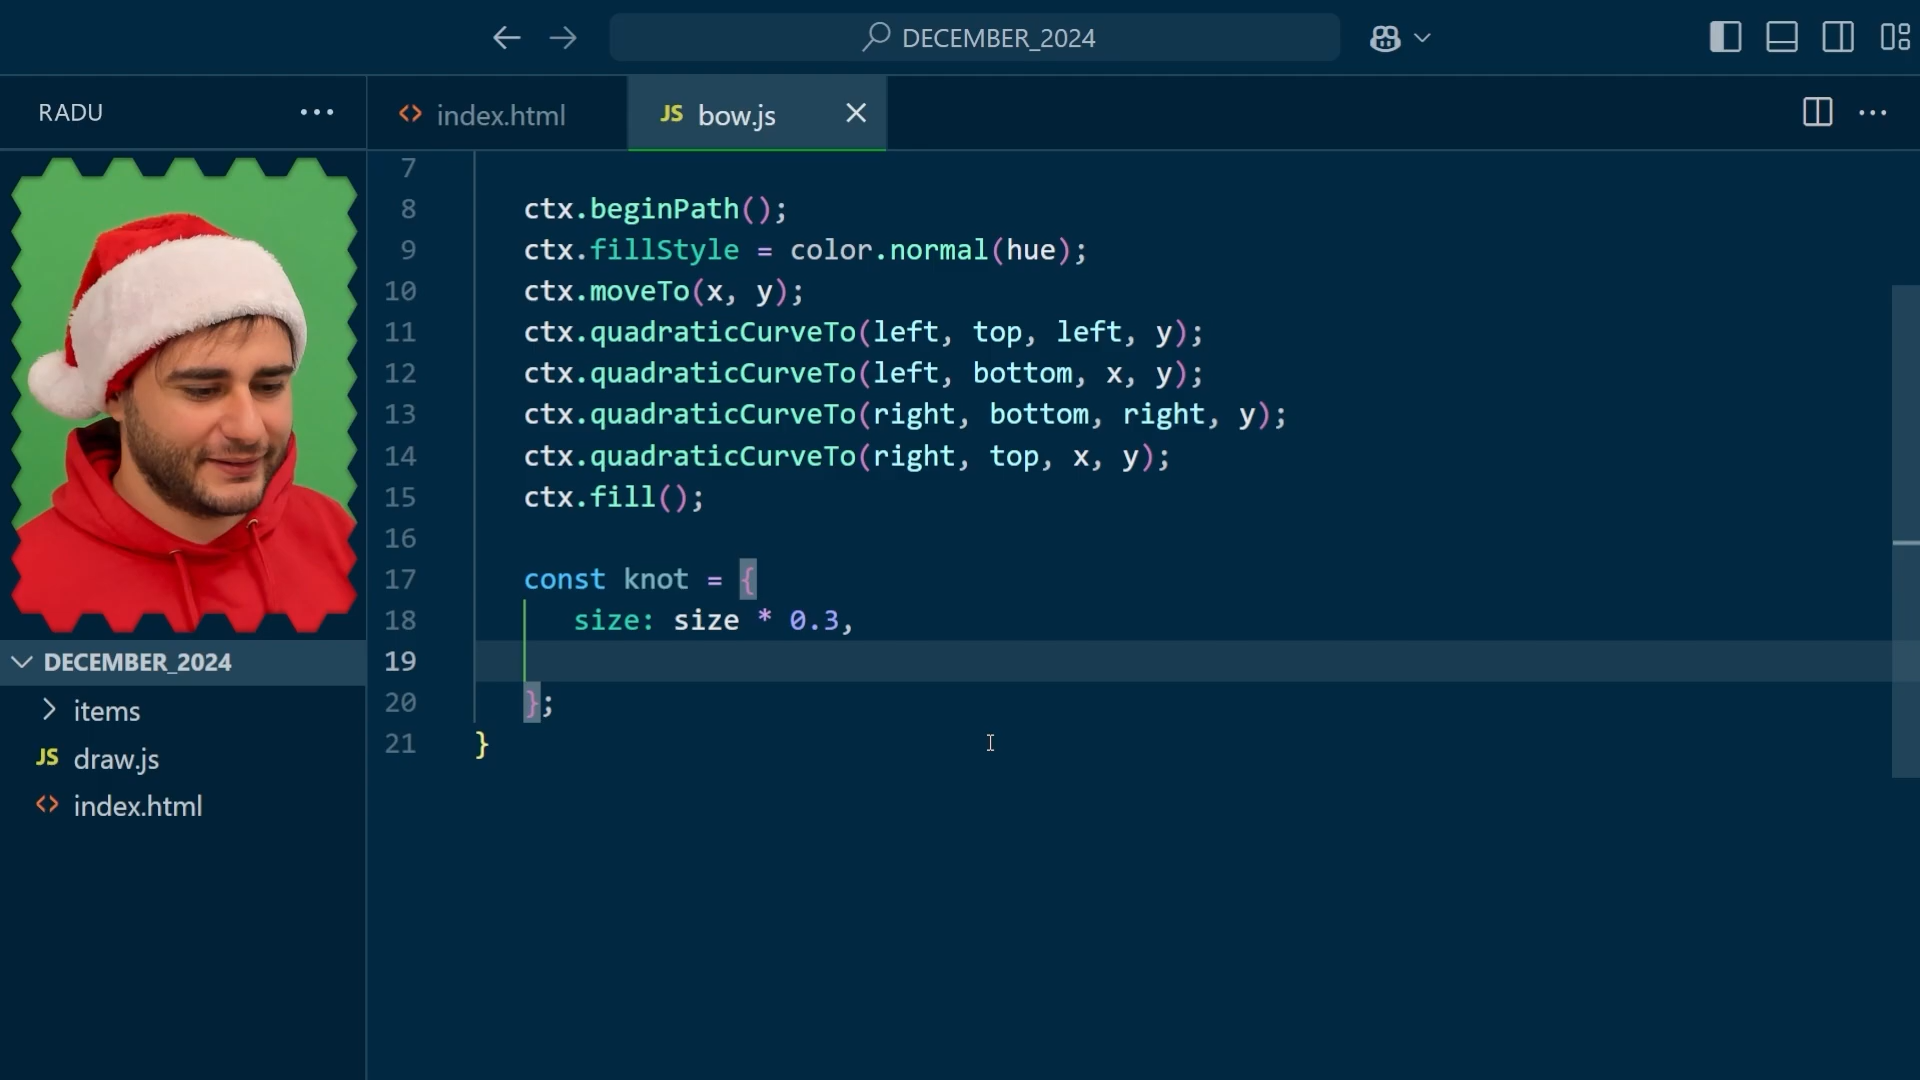 DECEMBER_2024
RADU
index.html
JS bow.js
7
8 ctx.beginPath();
9 ctx.fillStyle = color.normal(hue);
10 ctx.moveTo(x, y);
11 ctx.quadraticCurveTo(left, top, left, y);
12 ctx.quadraticCurveTo(left, bottom, x, y);
13 ctx.quadraticCurveTo(right, bottom, right, y);
14 ctx.quadraticCurveTo(right, top, x, y);
15 ctx.fill();
16
17 const knot = {
18 size: size * 0.3,
19
20 };
21 }
DECEMBER_2024
items
JS draw.js
index.html